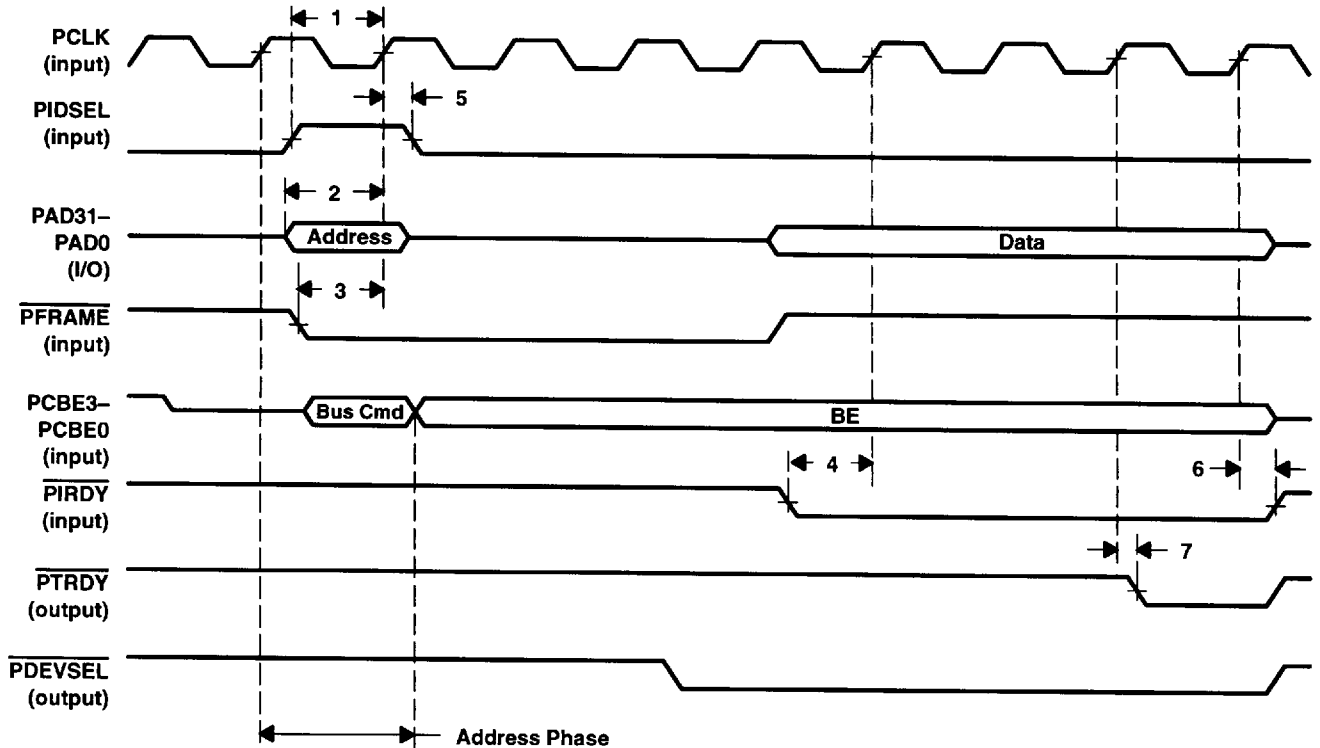 1
PCLK
(input)
5
PIDSEL
(input)
2
PAD31–
PAD0
(I/O)
Address
Data
3
PFRAME
(input)
PCBE3–
PCBE0
(input)
Bus Cmd
BE
4
6
PIRDY
(input)
7
PTRDY
(output)
PDEVSEL
(output)
Address Phase